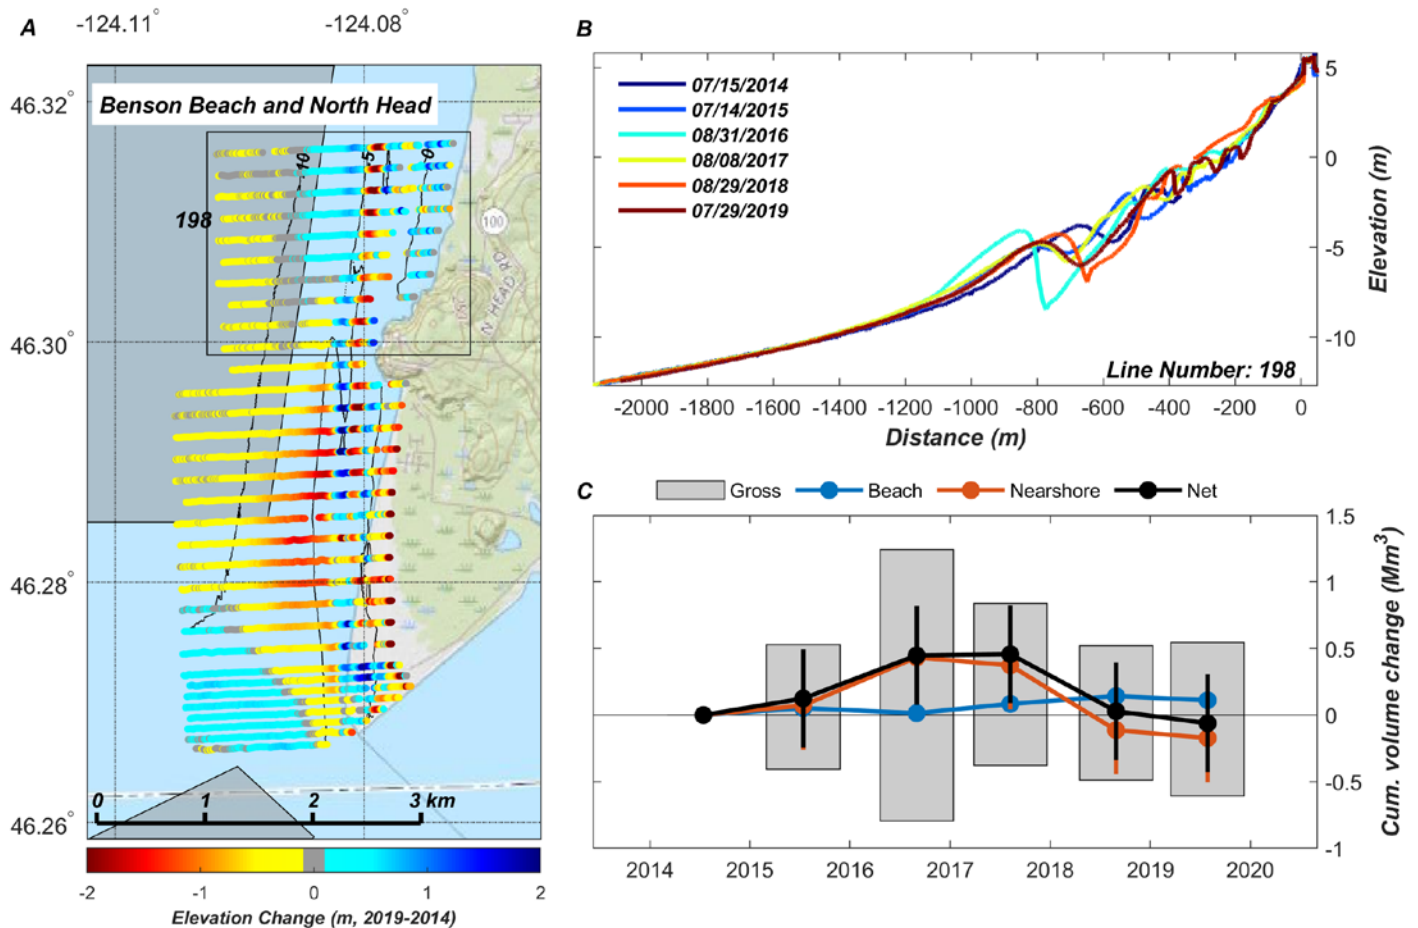 A
-124.11°
-124.08°
46.32°
46.30°
46.28°
46.26°
Benson Beach and North Head
10
5
0
198
5
100
N HEAD RD
0 1 2 3 km
-2 -1 0 1 2
Elevation Change (m, 2019-2014)
B
07/15/2014
07/14/2015
08/31/2016
08/08/2017
08/29/2018
07/29/2019
5
0
-5
-10
Elevation (m)
Line Number: 198
-2000 -1800 -1600 -1400 -1200 -1000 -800 -600 -400 -200 0
Distance (m)
C
Gross Beach Nearshore Net
1.5
1
0.5
0
-0.5
-1
Cum. volume change (Mm³)
2014 2015 2016 2017 2018 2019 2020